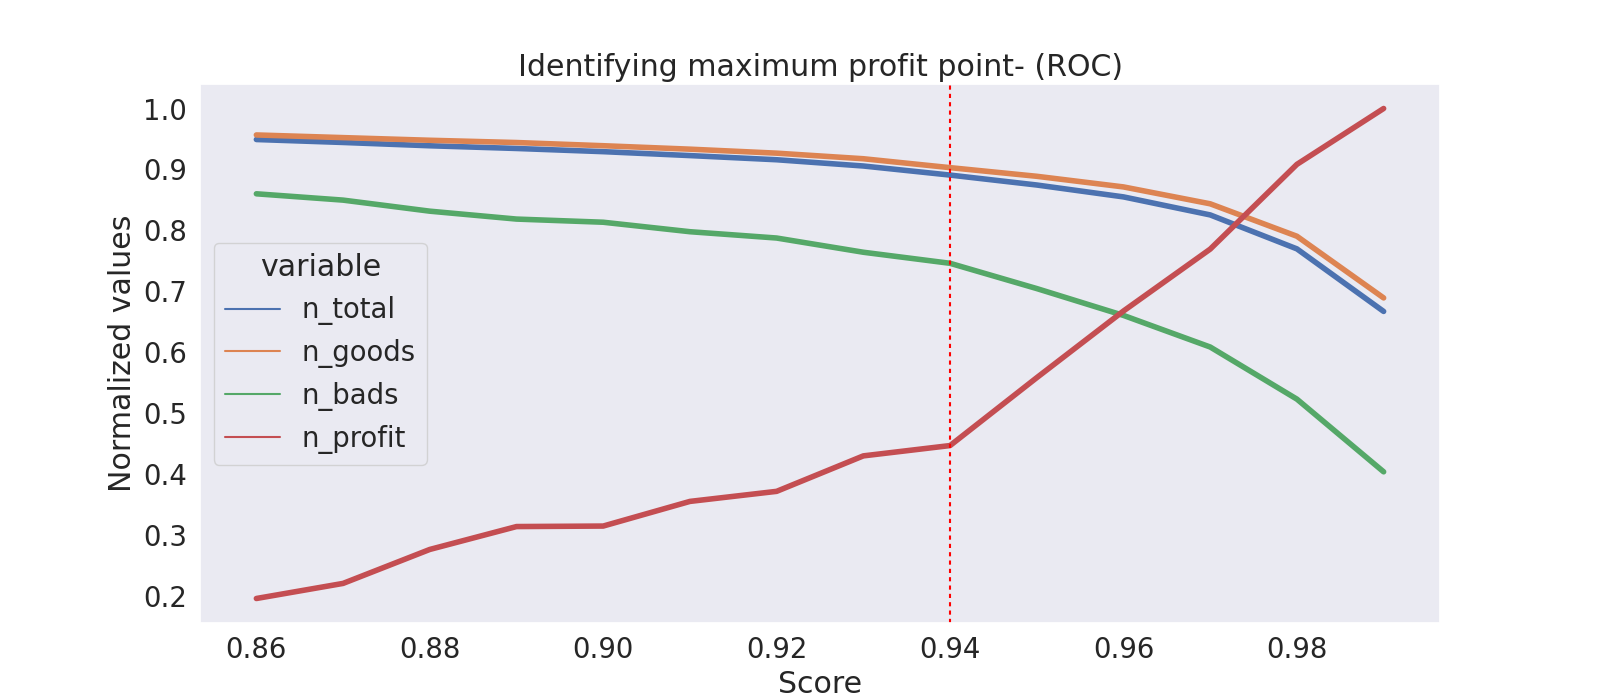 Identifying maximum profit point- (ROC)
1.0
0.9
0.8
0.7
0.6
0.5
0.4
0.3
0.2
Normalized values
variable
n_total
n_goods
n_bads
n_profit
0.86 0.88 0.90 0.92 0.94 0.96 0.98
Score